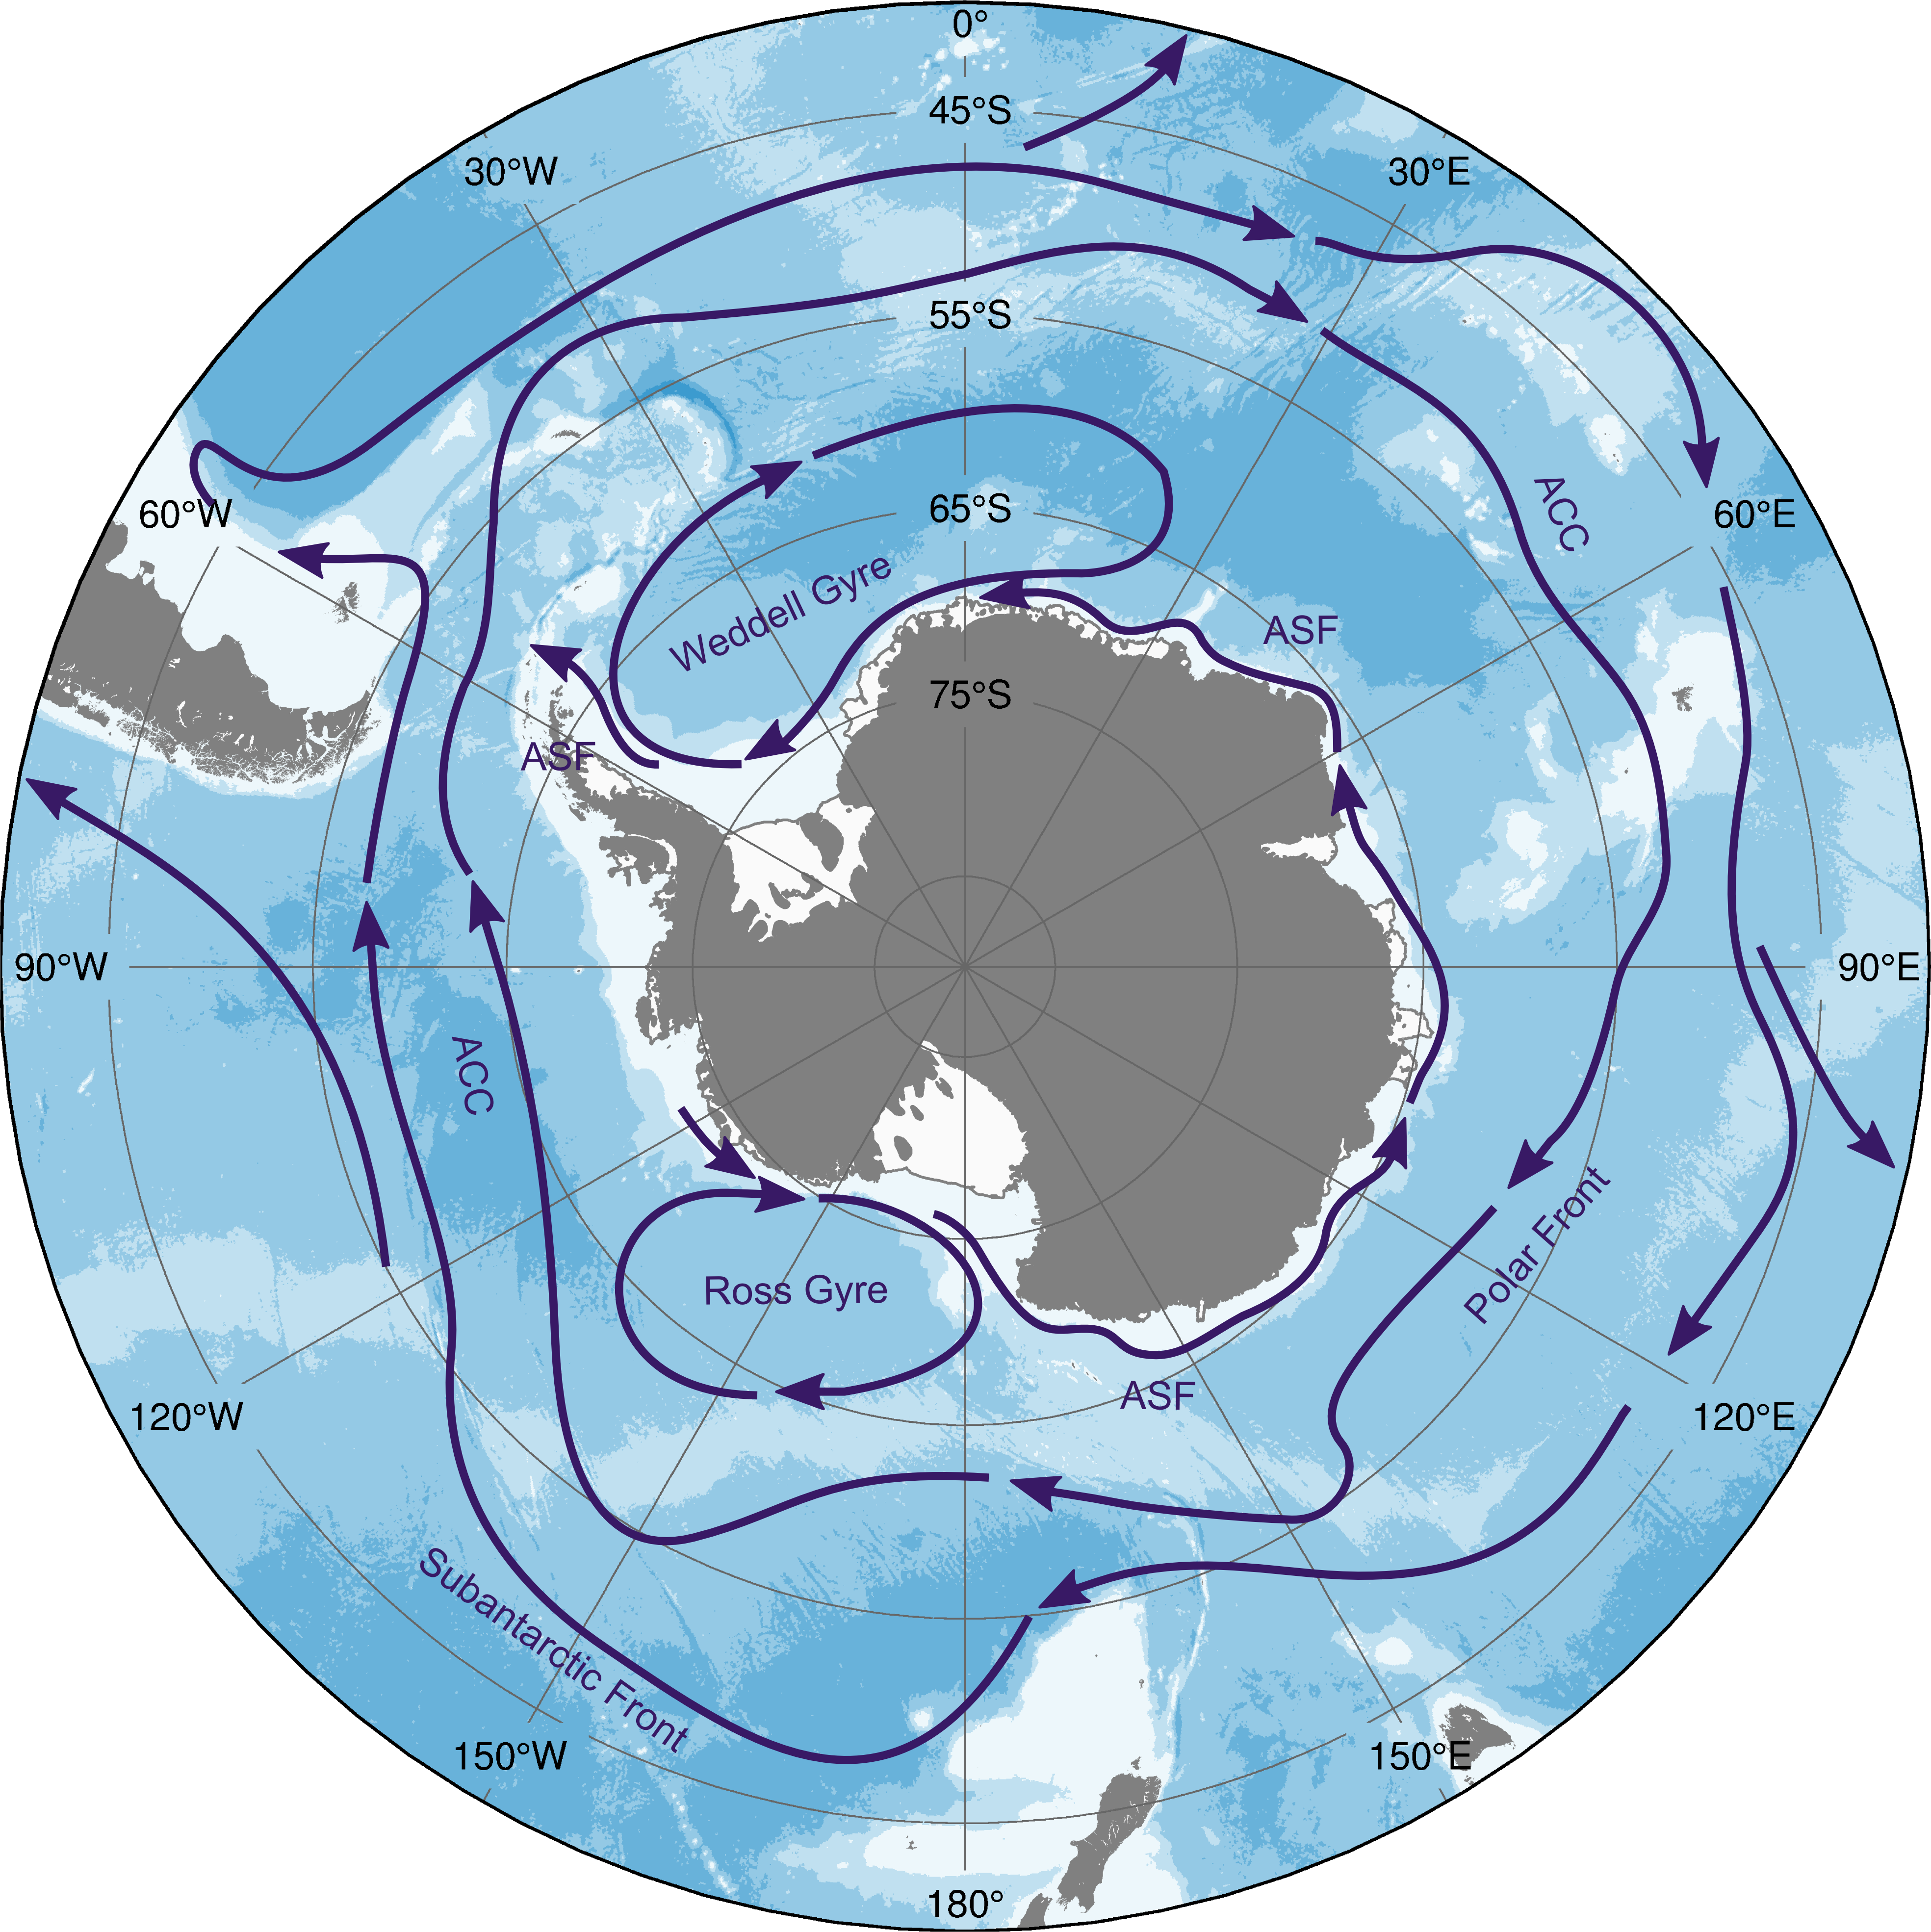 0°
45°S
30°W
30°E
55°S
ACC
60°W
65°S
60°E
Weddell Gyre
ASF
75°S
ASF
90°W
90°E
ACC
Polar Front
Ross Gyre
ASF
120°W
120°E
Subantarctic Front
150°W
150°E
180°